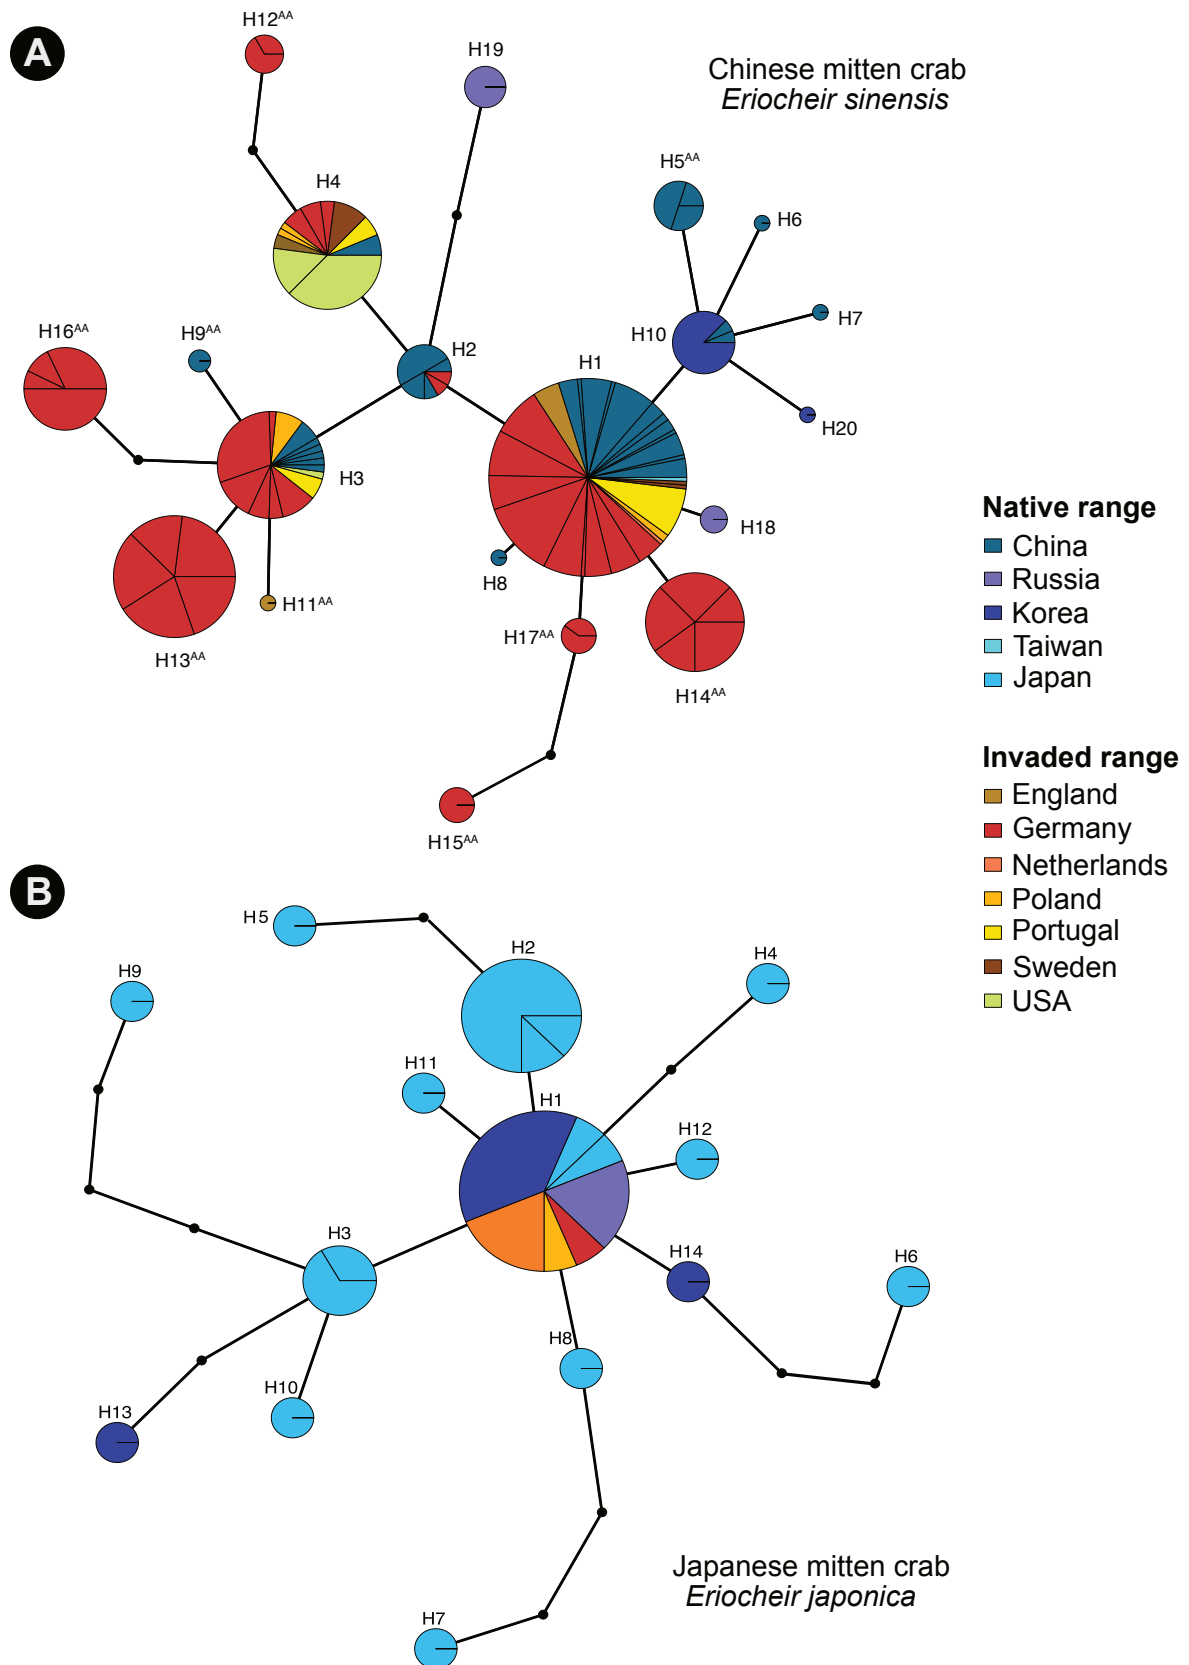 A
Chinese mitten crab
Eriocheir sinensis
H12AA
H19
H4
H5AA
H6
H7
H10
H20
H16AA
H9AA
H2
H1
H3
H18
H8
H13AA
H11AA
H17AA
H14AA
H15AA
Native range
China
Russia
Korea
Taiwan
Japan
Invaded range
England
Germany
Netherlands
Poland
Portugal
Sweden
USA
B
H5
H2
H4
H9
H11
H1
H12
H3
H14
H6
H8
H10
H13
H7
Japanese mitten crab
Eriocheir japonica